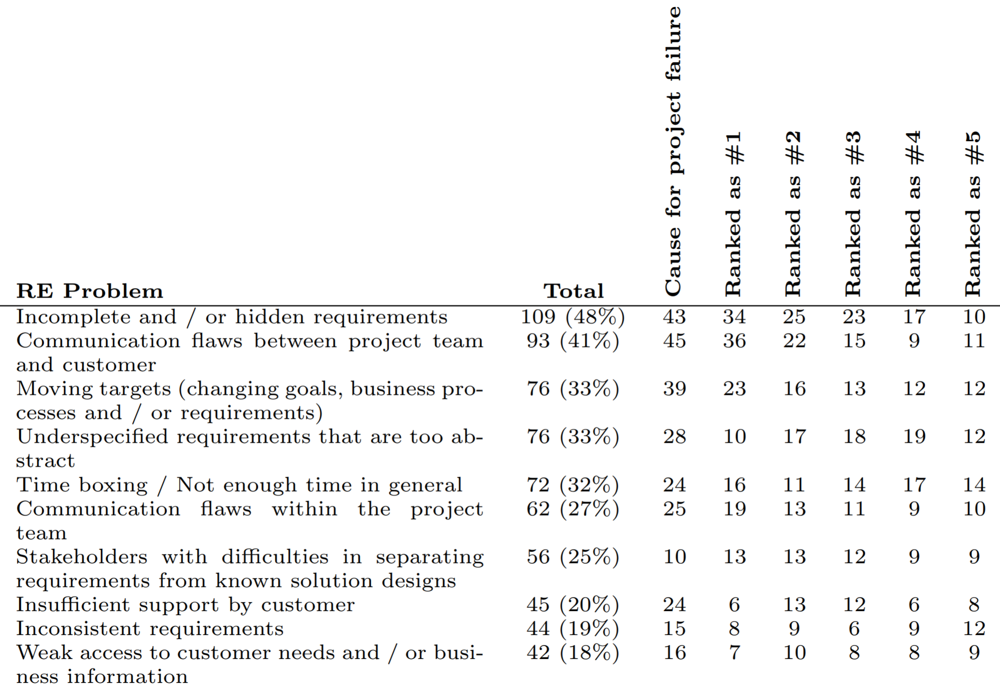 RE Problem Total Cause for project failure Ranked as #1 Ranked as #2 Ranked as #3 Ranked as #4 Ranked as #5
Incomplete and / or hidden requirements 109 (48%) 43 34 25 23 17 10
Communication flaws between project team 93 (41%) 45 36 22 15 9 11
and customer
Moving targets (changing goals, business pro- 76 (33%) 39 23 16 13 12 12
cesses and / or requirements)
Underspecified requirements that are too ab- 76 (33%) 28 10 17 18 19 12
stract
Time boxing / Not enough time in general 72 (32%) 24 16 11 14 17 14
Communication flaws within the project 62 (27%) 25 19 13 11 9 10
team
Stakeholders with difficulties in separating 56 (25%) 10 13 13 12 9 9
requirements from known solution designs
Insufficient support by customer 45 (20%) 24 6 13 12 6 8
Inconsistent requirements 44 (19%) 15 8 9 6 9 12
Weak access to customer needs and / or busi- 42 (18%) 16 7 10 8 8 9
ness information